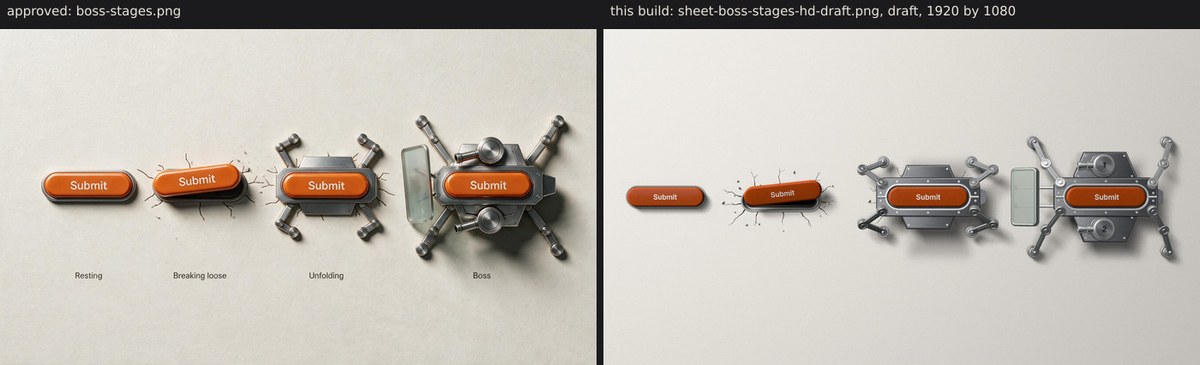 approved: boss-stages.png
this build: sheet-boss-stages-hd-draft.png, draft, 1920 by 1080
Submit
Submit
Submit
Submit
Resting
Breaking loose
Unfolding
Boss
Submit
Submit
Submit
Submit